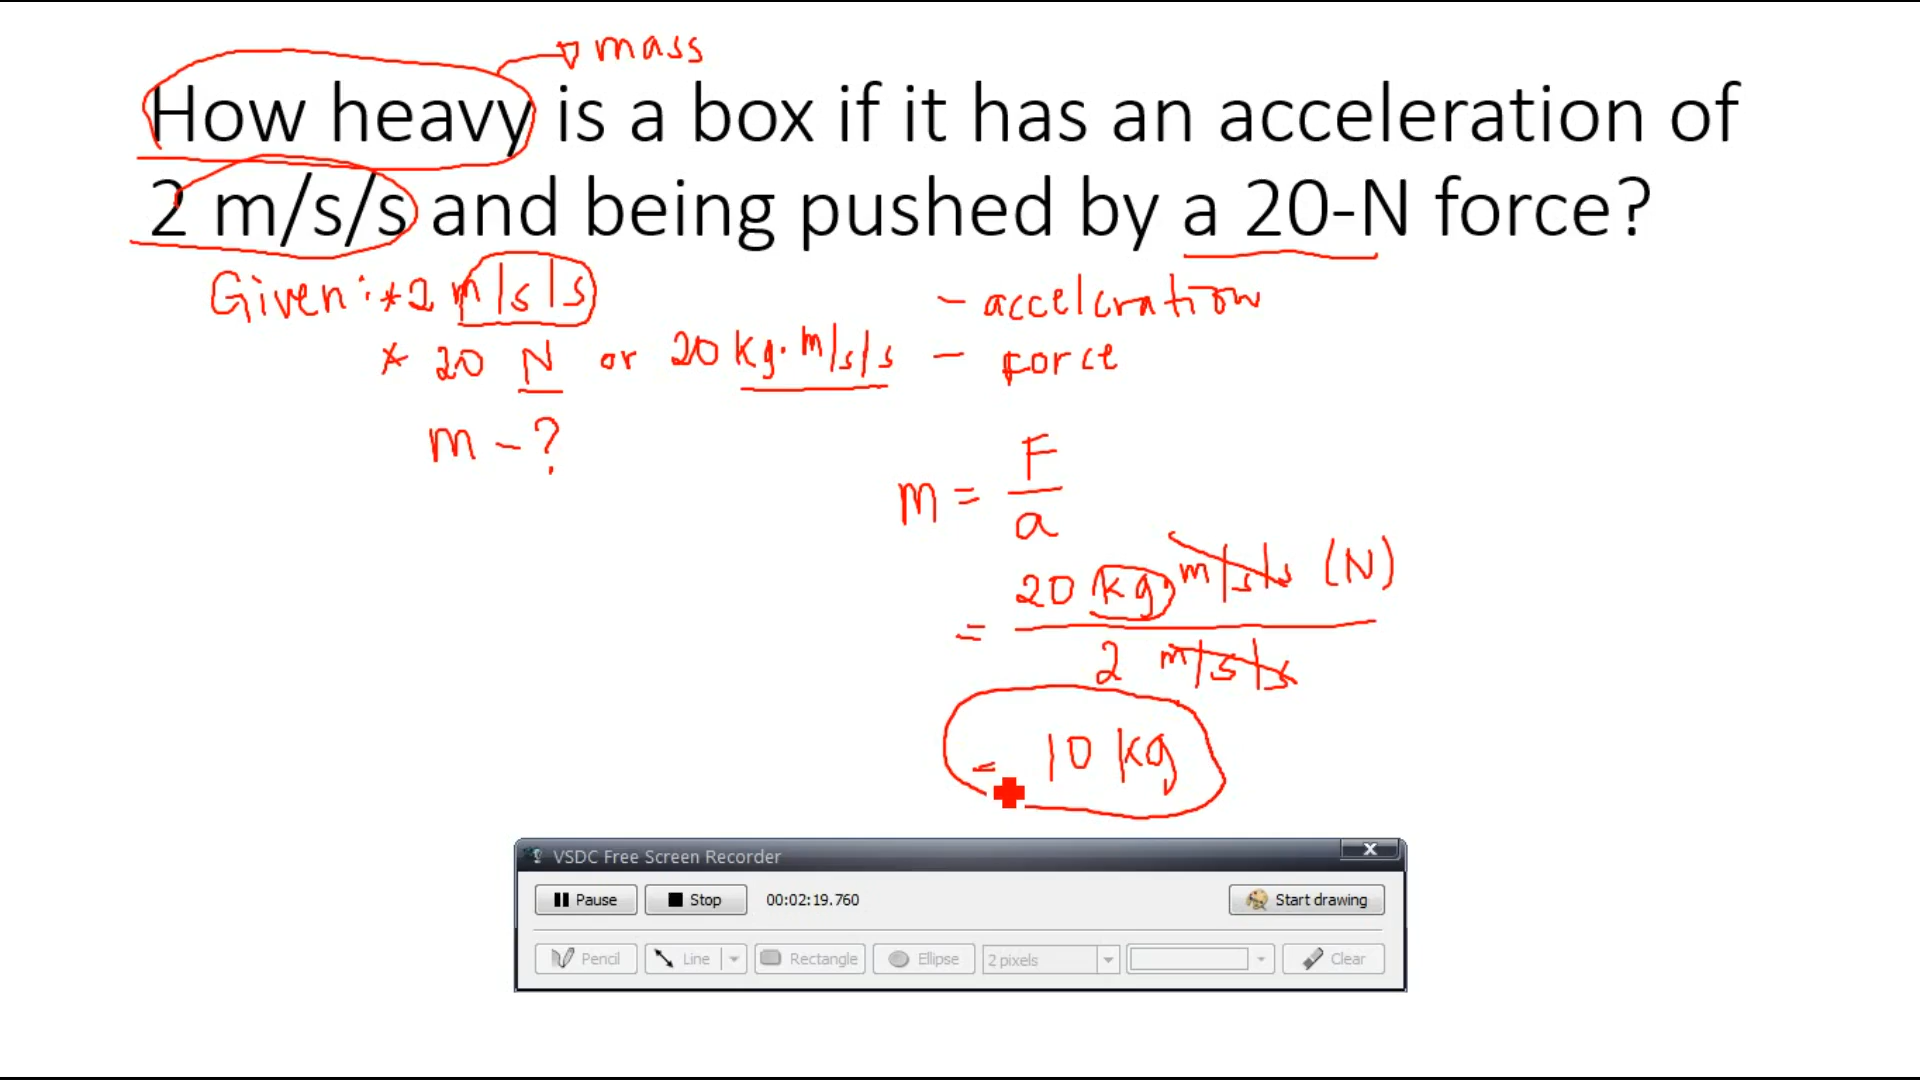 mass
How heavy is a box if it has an acceleration of
2 m/s/s and being pushed by a 20-N force?
Given: * 2 m/s/s - acceleration
* 20 N or 20 kg. m/s/s - Force
m - ?
m = F
a
= 20 kg. m/s/s (N)
2 m/s/s
= 10 kg
VSDC Free Screen Recorder X
Pause Stop 00:02:19.760 Start drawing
Pencil Line Rectangle Ellipse 2 pixels Clear